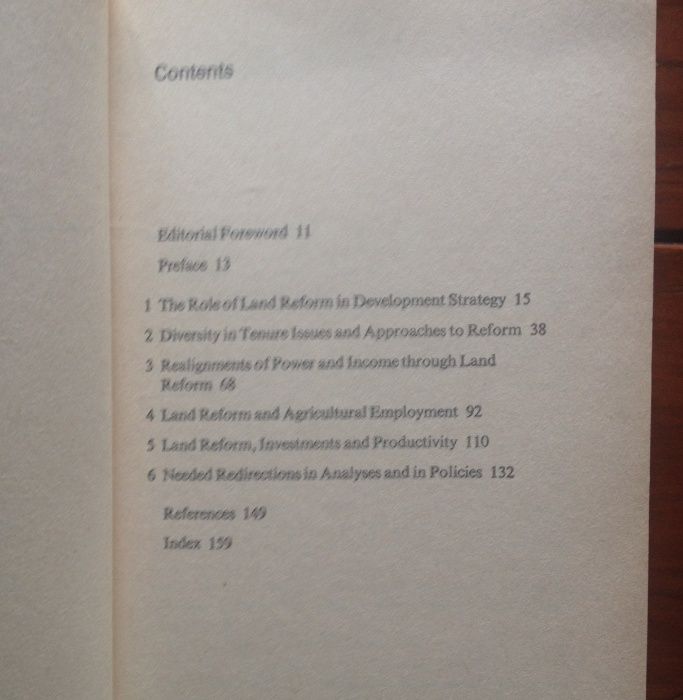 Contents
Editorial Foreword 11
Preface 13
1 The Role of Land Reform in Development Strategy 15
2 Diversity in Tenure Issues and Approaches to Reform 38
3 Realignments of Power and Income through Land
Reform 68
4 Land Reform and Agricultural Employment 92
5 Land Reform, Investments and Productivity 110
6 Needed Redirections in Analyses and in Policies 132
References 149
Index 159